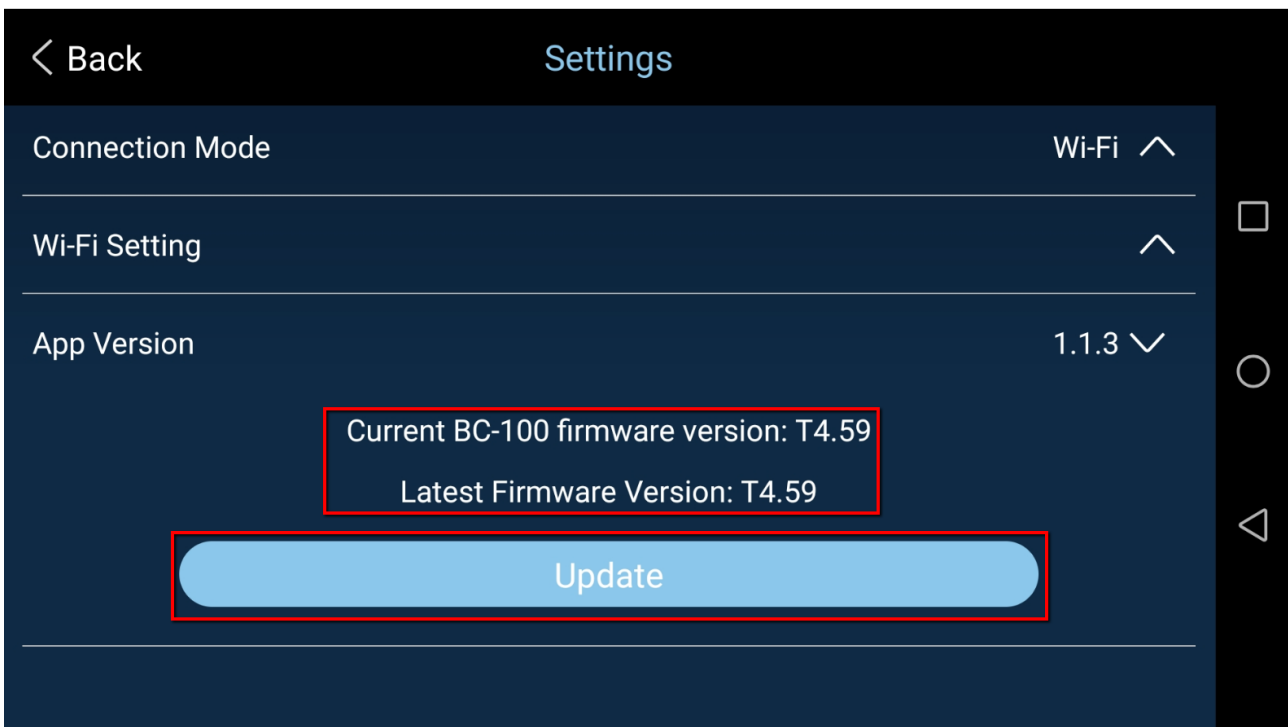 Back
Settings
Connection Mode Wi-Fi
Wi-Fi Setting
App Version 1.1.3
Current BC-100 firmware version: T4.59
Latest Firmware Version: T4.59
Update